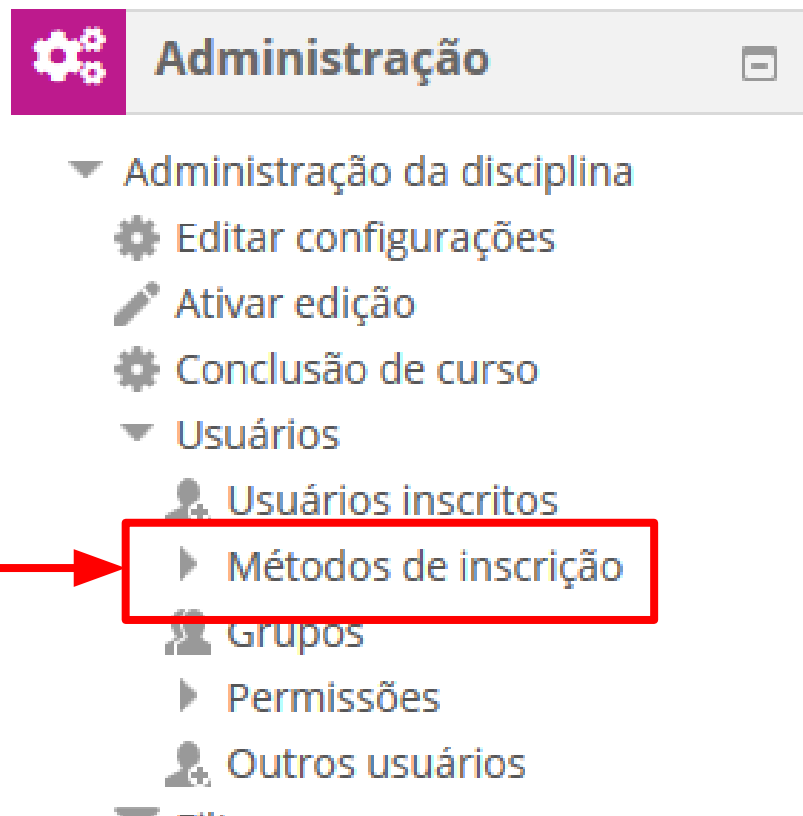 Administração
Administração da disciplina
Editar configurações
Ativar edição
Conclusão de curso
Usuários
Usuários inscritos
Métodos de inscrição
Grupos
Permissões
Outros usuários